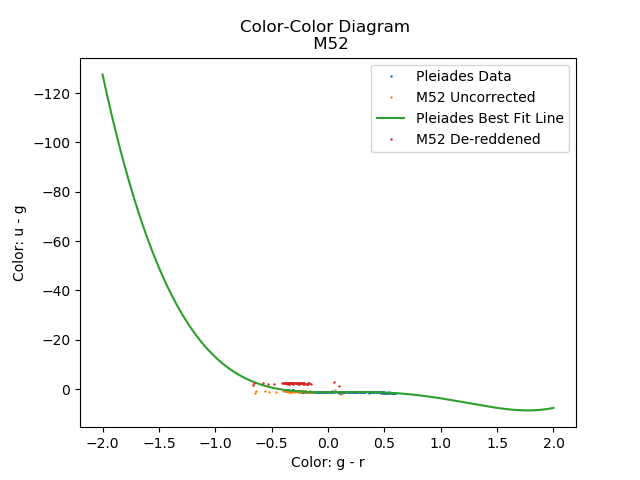 Color-Color Diagram
M52
Pleiades Data
M52 Uncorrected
Pleiades Best Fit Line
M52 De-reddened
Color: u - g
−120
−100
−80
−60
−40
−20
0
−2.0 −1.5 −1.0 −0.5 0.0 0.5 1.0 1.5 2.0
Color: g - r